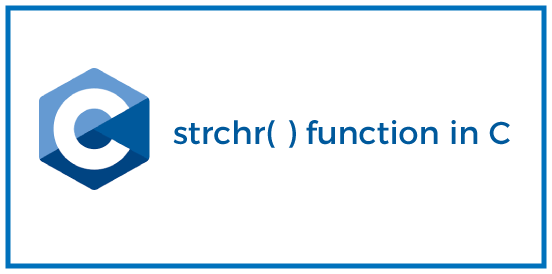 C
strchr( ) function in C